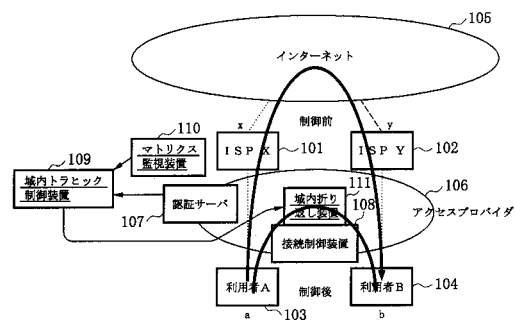 105
インターネット
x
制御前
y
110
マトリクス
監視装置
109
ISP X
101
ISP Y
102
域内トラヒック
制御装置
106
111
認証サーバ
107
域内折り
返し装置
108
アクセスプロバイダ
接続制御装置
利用者A
制御後
利用者B
104
a
103
b